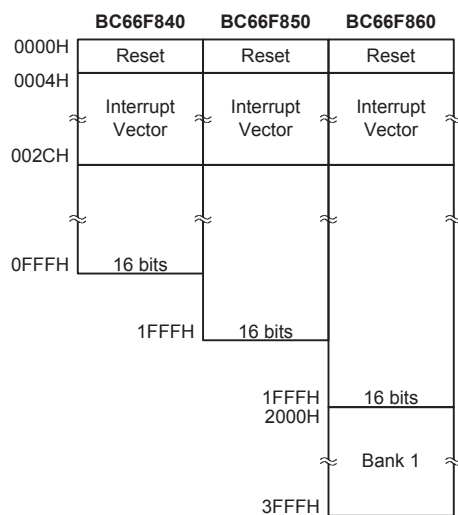 BC66F840 BC66F850 BC66F860
0000H Reset Reset Reset
0004H
Interrupt Vector Interrupt Vector Interrupt Vector
002CH
0FFFH 16 bits
1FFFH 16 bits
1FFFH 16 bits
2000H
Bank 1
3FFFH